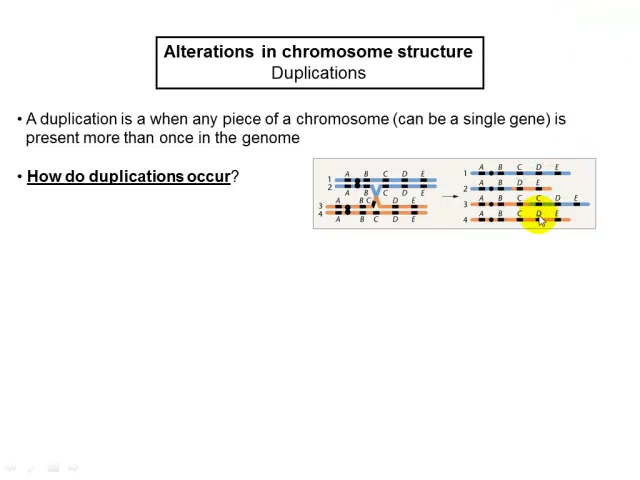 Alterations in chromosome structure
Duplications
• A duplication is a when any piece of a chromosome (can be a single gene) is
present more than once in the genome
• How do duplications occur?
A B C D E
1
2
A B C D E
A B C D E
3
4
A B C D E
A B C D E
1
A B D E
2
A B C C D E
3
A B C D E
4